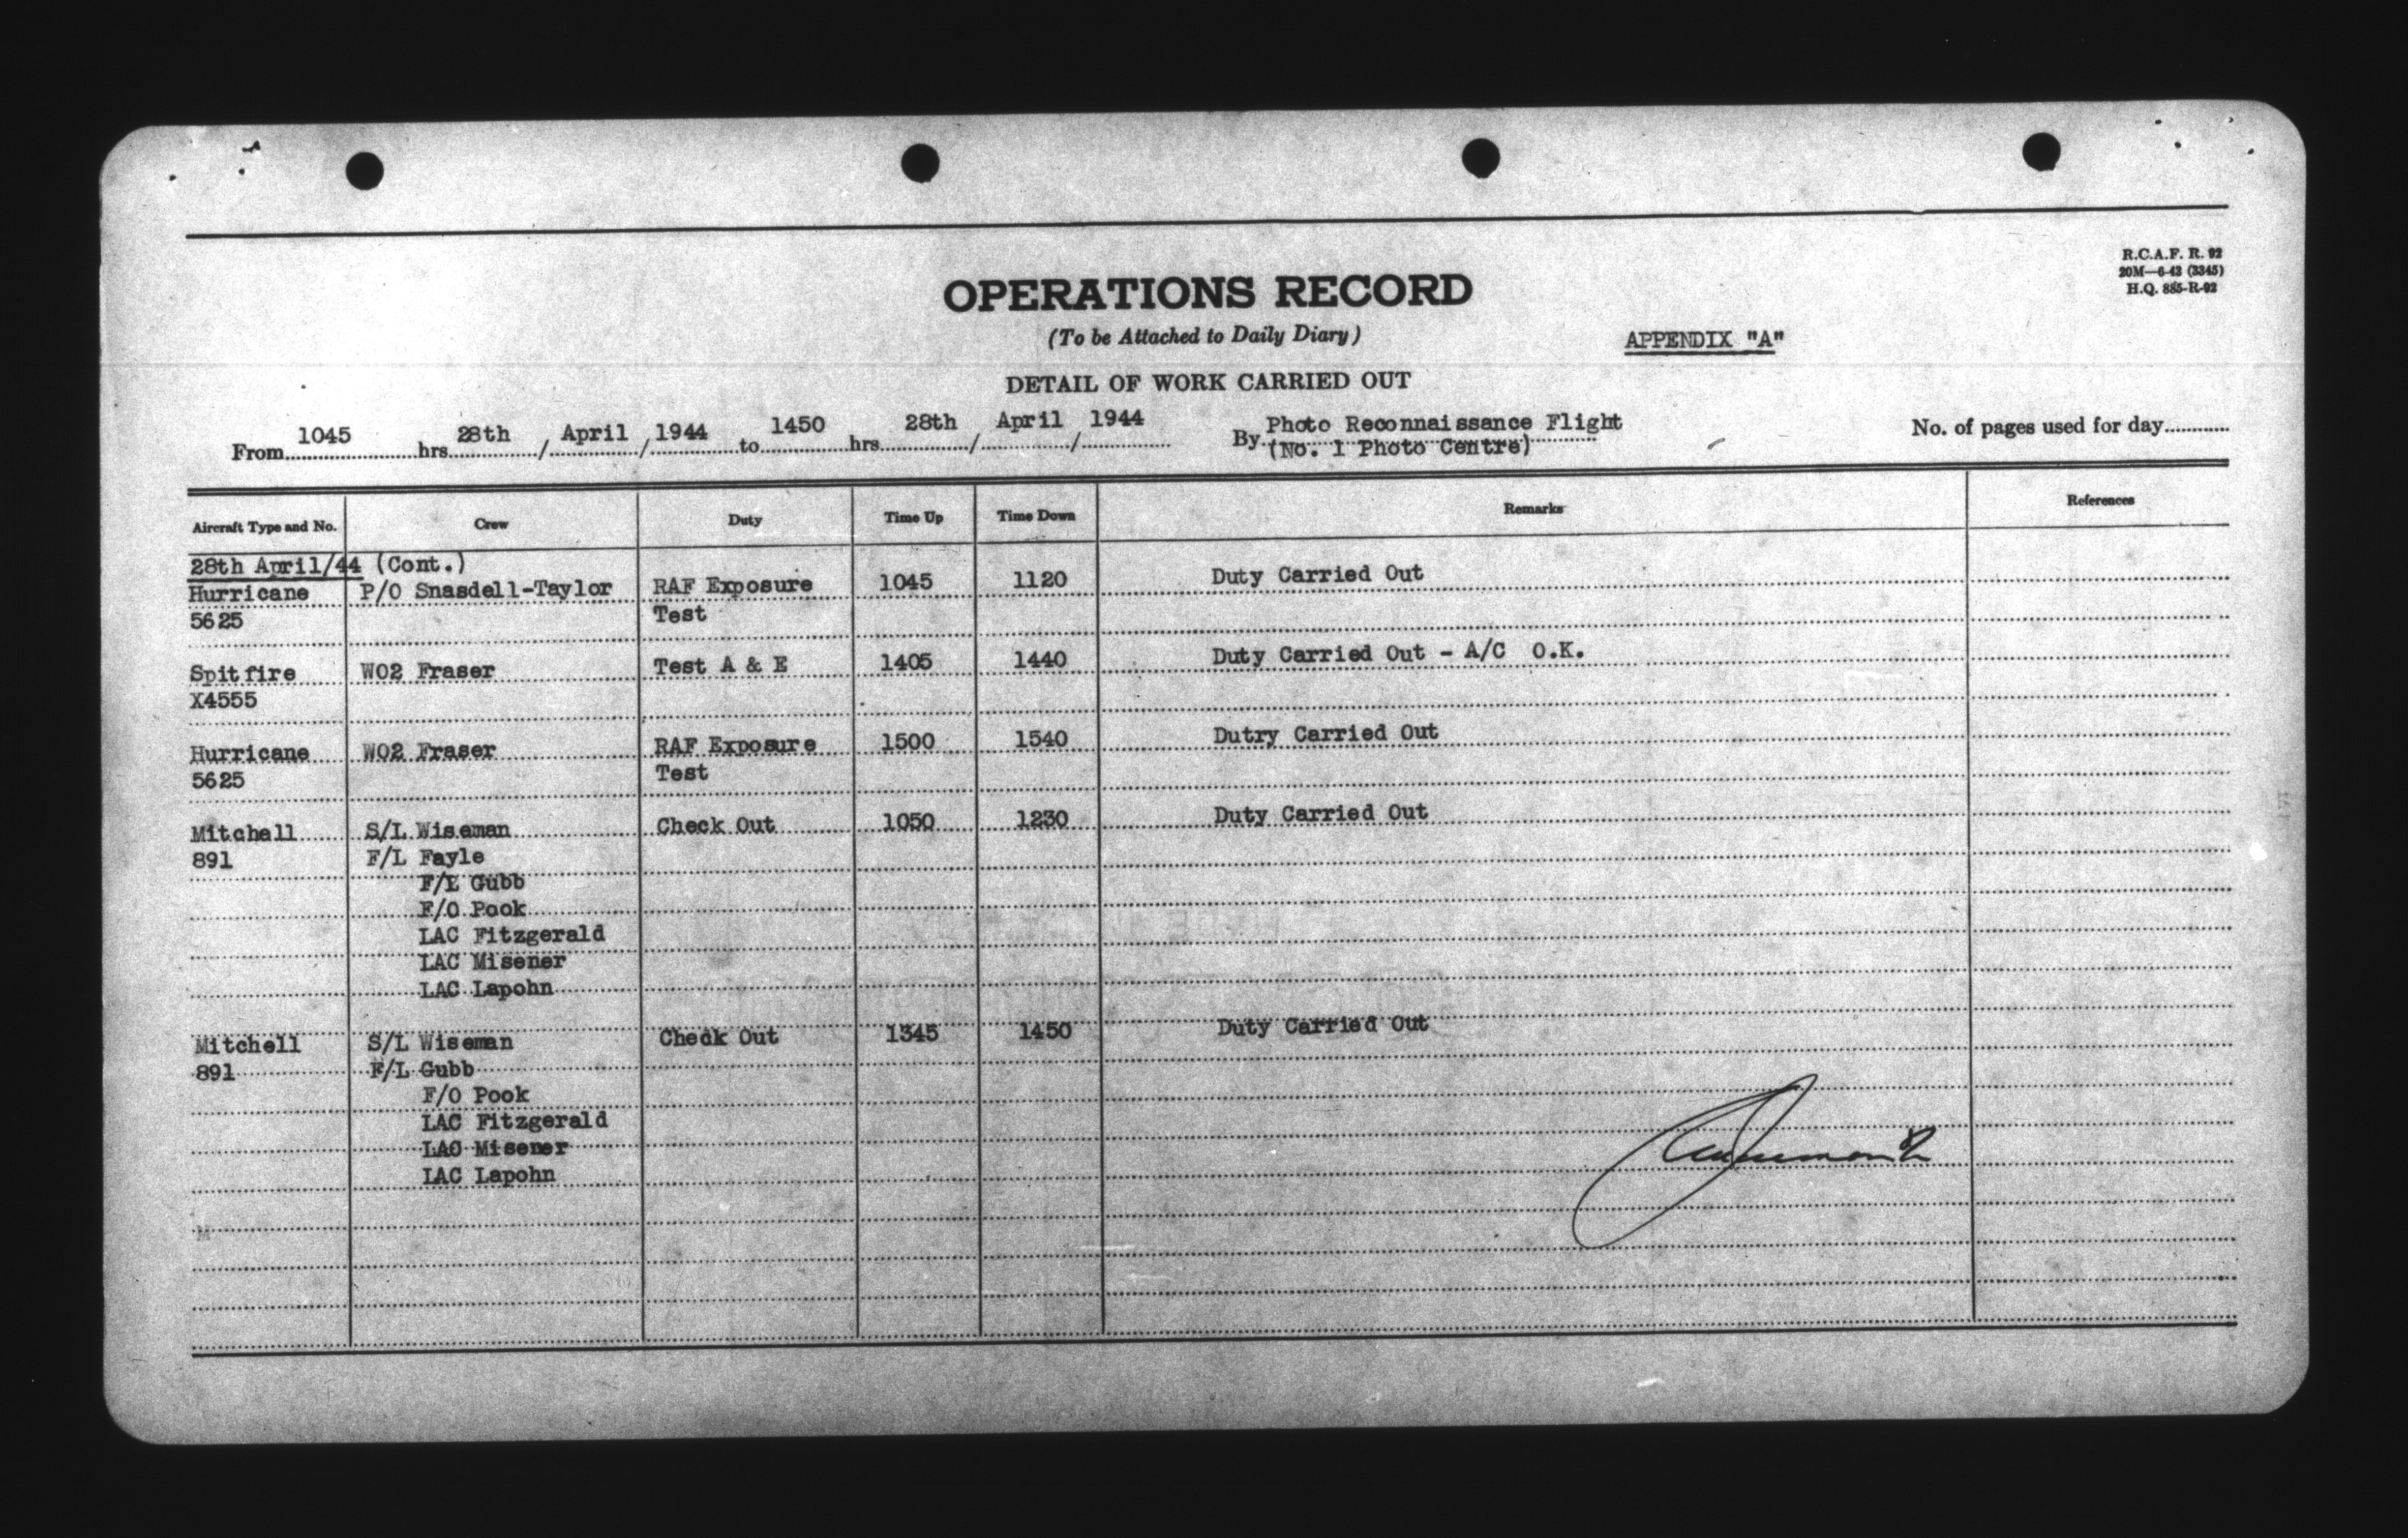 R.C.A.F. R. 92
20M—6-43 (3345)
H.Q. 885-R-92
OPERATIONS RECORD
(To be Attached to Daily Diary)
APPENDIX "A"
DETAIL OF WORK CARRIED OUT
From 1045 hrs 28th / April / 1944 to 1450 hrs 28th / April / 1944 By Photo Reconnaissance Flight No. of pages used for day
(No. 1 Photo Centre)
Aircraft Type and No. Crew Duty Time Up Time Down Remarks References
28th April/44 (Cont.)
Hurricane P/O Snasdell-Taylor RAF Exposure 1045 1120 Duty Carried Out
5625 Test
Spitfire WO2 Fraser Test A & E 1405 1440 Duty Carried Out - A/C O.K.
X4555
Hurricane WO2 Fraser RAF Exposure 1500 1540 Dutry Carried Out
5625 Test
Mitchell S/L Wiseman Check Out 1050 1230 Duty Carried Out
891 F/L Fayle
F/L Gubb
F/O Pook
LAC Fitzgerald
LAC Misener
LAC Lapohn
Mitchell S/L Wiseman Check Out 1345 1450 Duty Carried Out
891 F/L Gubb
F/O Pook
LAC Fitzgerald
LAC Misener
LAC Lapohn